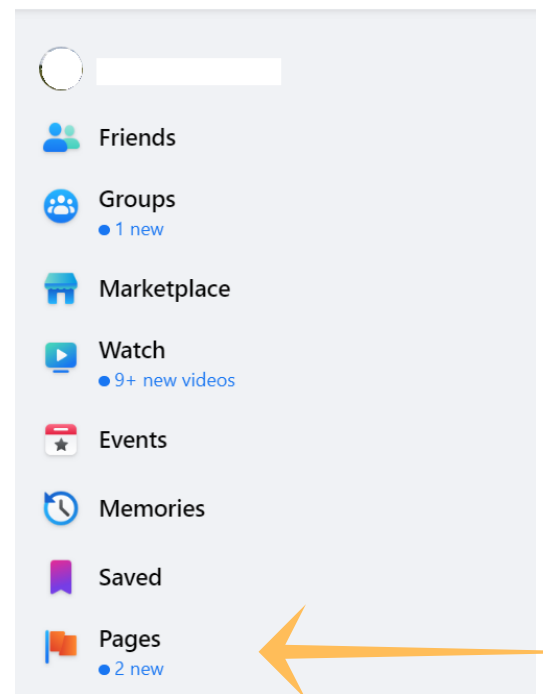 Friends
Groups
1 new
Marketplace
Watch
9+ new videos
Events
Memories
Saved
Pages
2 new